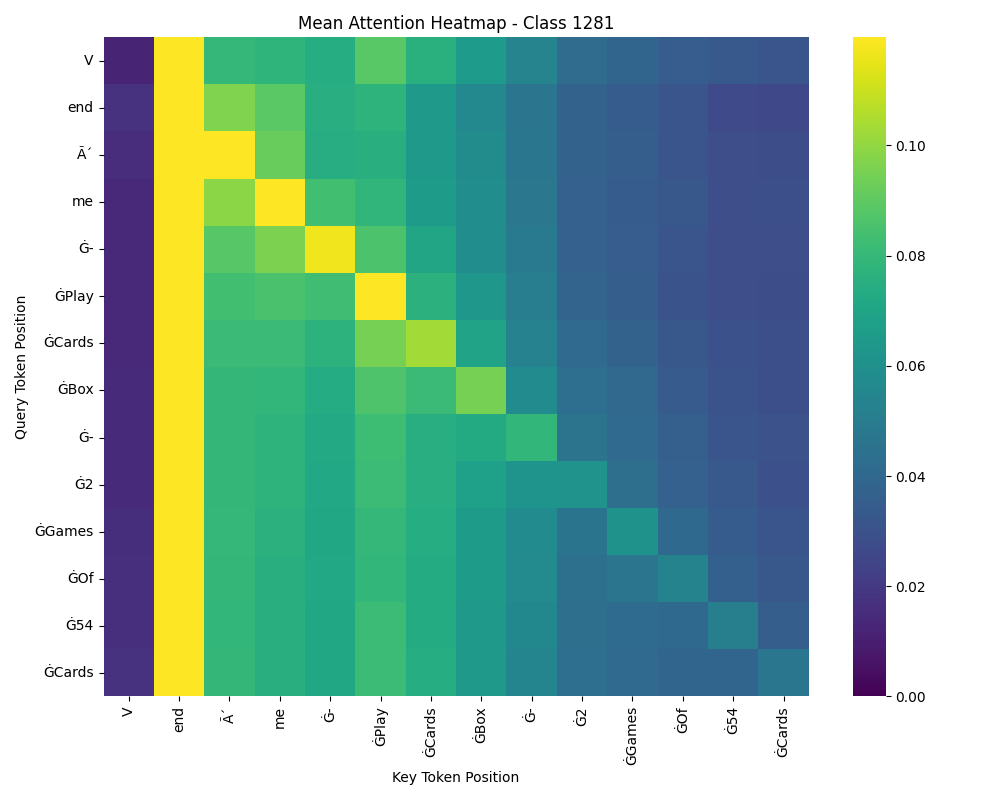 Mean Attention Heatmap - Class 1281
Query Token Position
V
end
Ã´
me
Ġ-
ĠPlay
ĠCards
ĠBox
Ġ-
Ġ2
ĠGames
ĠOf
Ġ54
ĠCards
V
end
Ã´
me
Ġ-
ĠPlay
ĠCards
ĠBox
Ġ-
Ġ2
ĠGames
ĠOf
Ġ54
ĠCards
Key Token Position
0.10
0.08
0.06
0.04
0.02
0.00